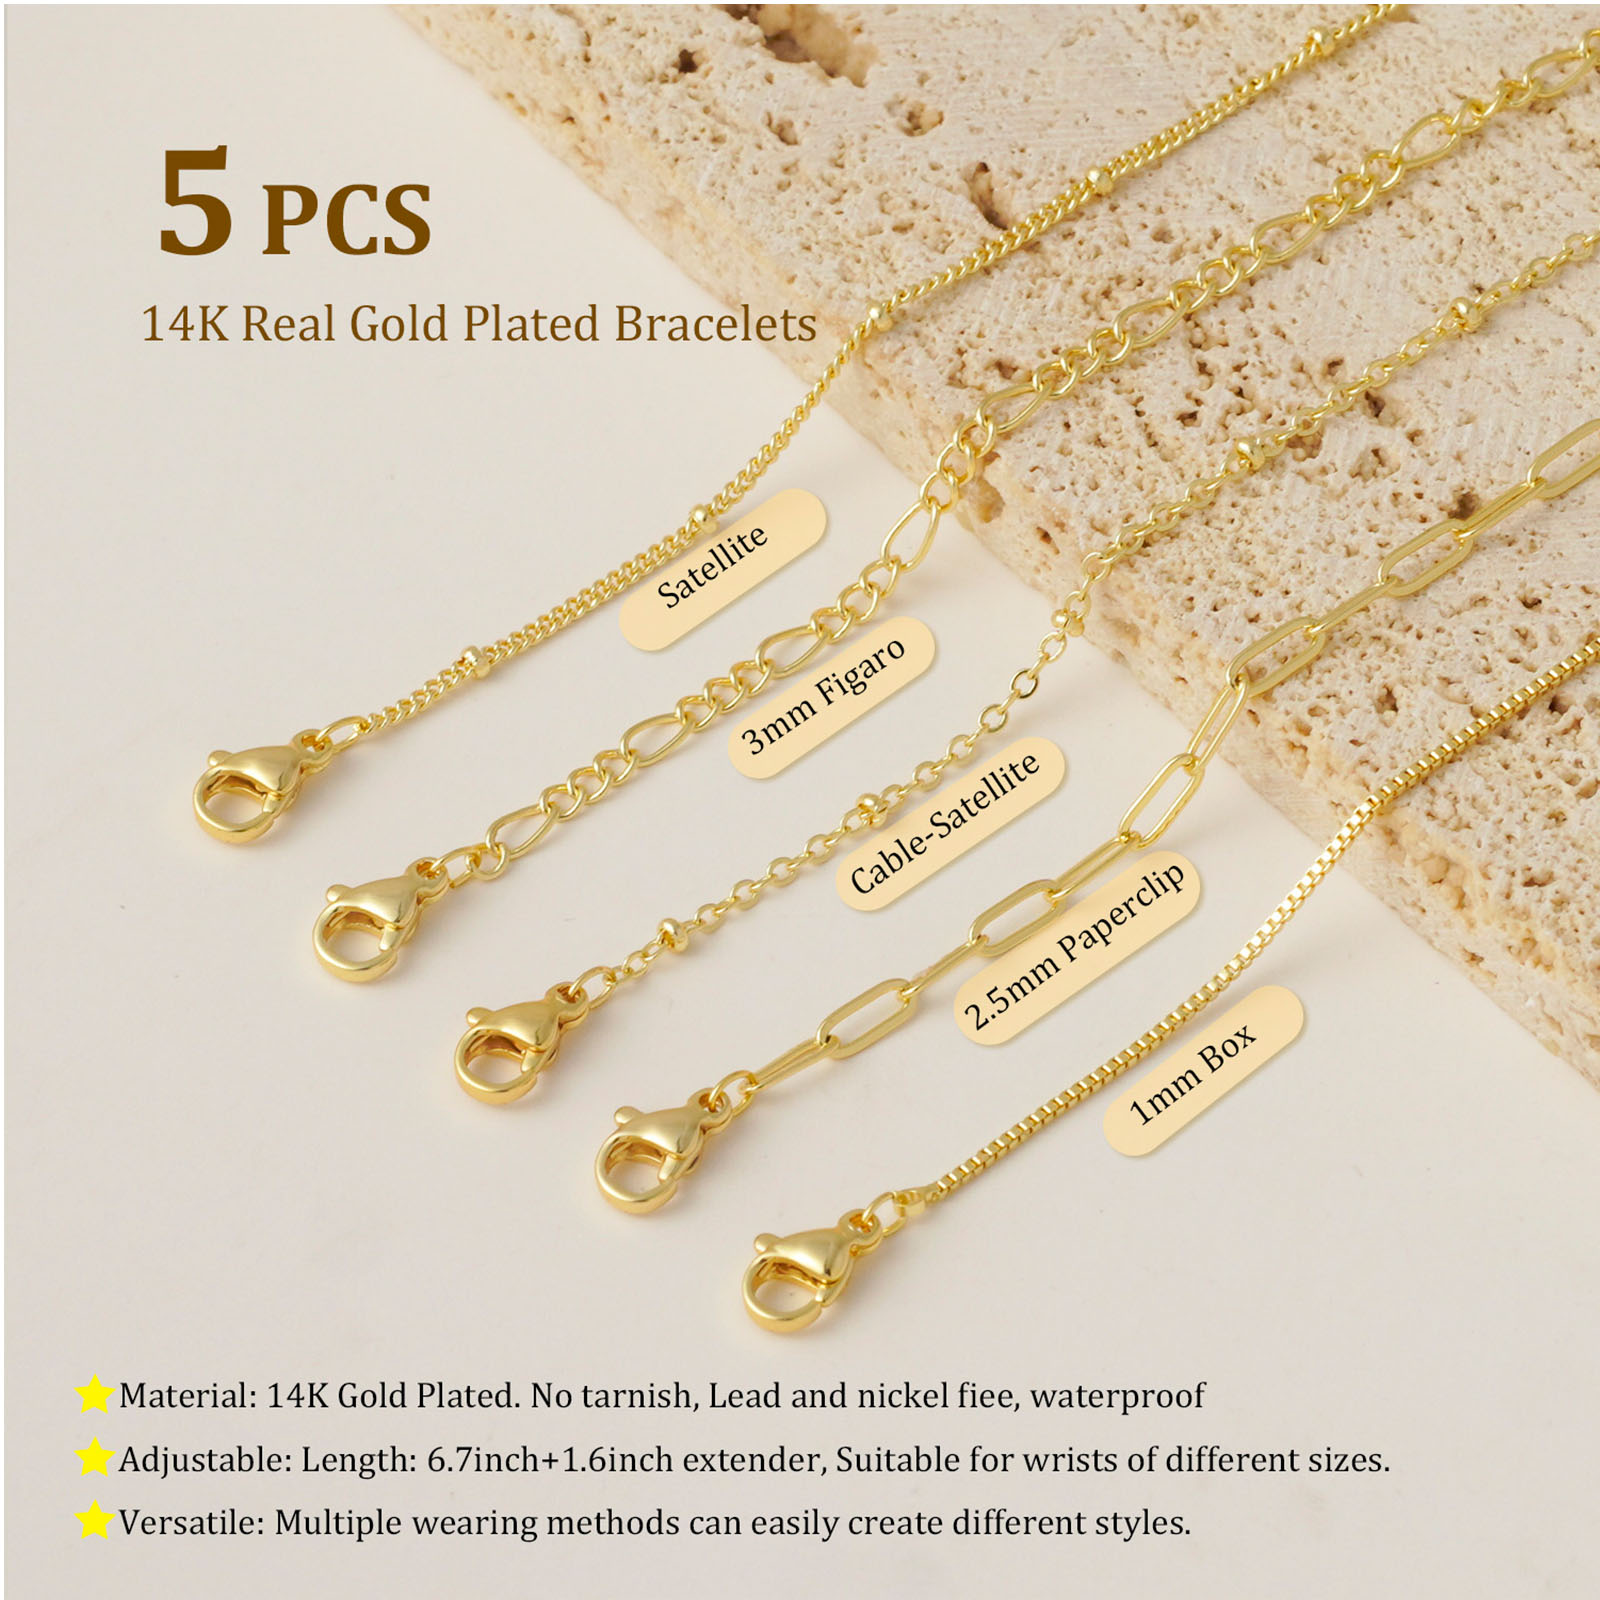 5 PCS
14K Real Gold Plated Bracelets
Satellite
3mm Figaro
Cable-Satellite
2.5mm Paperclip
1mm Box
Material: 14K Gold Plated. No tarnish, Lead and nickel fiee, waterproof
Adjustable: Length: 6.7inch+1.6inch extender, Suitable for wrists of different sizes.
Versatile: Multiple wearing methods can easily create different styles.